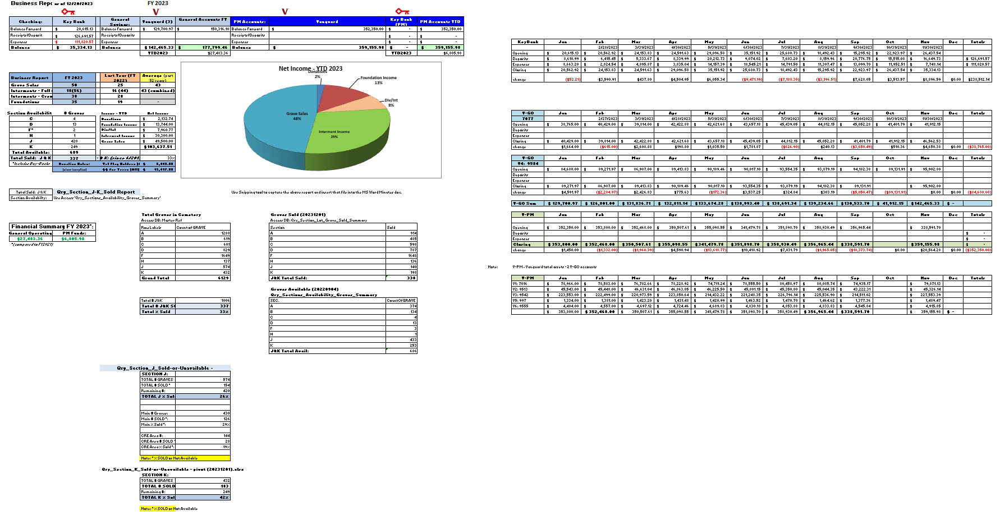 Business Rep as of 12/20/2023 FY 2023
Checking: Key Bank General Savings: Vanguard (3) General Accounts FT PM Accounts: Vanguard Key Bank (PM) PM Accounts TTD
Balance Forward $ 20,615.13 Balance Forward $ 129,700.97 $ 150,316.10 Balance Forward $ 352,350.00 $ - $ 352,350.00
Receipts/Deposit $ 126,691.57 Receipts/Deposit Receipts/Deposit $ - $ -
Expenses $ 111,820.57 Expenses Expenses $ - $ -
Balance $ 35,334.13 Balance $ 142,465.33 $ 177,799.46 Balance $ 359,155.98 $ - $ 359,155.98
TTD2023 $27,483.36 TTD2023 $6,805.98
Business Report FY 2023 Last Year (FT 2022) Average (past 52 years)
Grave Sales 50 25 43
Interments - Full 18(56) 16 (44) 43 (combined)
Interments - Crem 38 28
Foundations 35 19 -
Section Availabilit # Graves Income - YTD Net Income
C 4 Donations $ 2,132.74
D 13 Foundation Income $ 13,744.00
F* 2 Div/Int $ 7,960.77
H 1 Interment Income $ 30,300.00
J 420 Grave Sales $ 49,500.00
K 249 $103,637.51
Total Available: 689
Total Sold: J & K 337 33%
*Includes Buy-Backs
Net Income - YTD 2023
Donations 2%
Foundation Income 13%
Div/Int 8%
Grave Sales 48%
Interment Income 29%
Total Sold: J & K Qry_Section_J-K_Sold Report
Section Availability: Use Access 'Qry_Sections_Availability_Graves_Summary'
Use Snipping tool to capture the above report and insert that file into the MS Word Minutes doc.
Financial Summary FY 2023*:
General Operating PM Funds:
$27,483.36 $6,805.98
*(compared to FY2021)
Total Graves in Cemetery
Access DB: Master Ref
Row Labels Count of GRAVE
A 1288
B 619
C 601
D 829
F 1649
H 137
J 574
K 432
Grand Total 6129
Total # J&K 1006
Total # J&K S 337
Total % Sold 33%
Graves Sold (20231201)
Access DB: Qry_Section_Lot_Grave_Sold_Summary
Section Sold
A 914
B 485
C 598
D 787
F 1648
H 136
J 140
K 198
J&K Total Sold: 338
Graves Available (20220904)
Qry_Sections_Availability_Graves_Summary
SEC. CountOfGRAVE
A 374
B 134
C 4
D 13
F 3
H 1
J 433
K 253
J&K Total Avail: 686
Qry_Section_J_Sold-or-Unavailable -
SECTION J:
TOTAL # GRAVES 574
TOTAL # SOLD* 154
Remaining #: 420
TOTAL J % Sol 26%
Main # Graves: 430
Main # SOLD*: 126
Main % Sold*: 29%
CRE Area #: 144
CRE Area # SOLD* 28
CRE Area % Sold*: 19%
Note: * % SOLD or Not Available
Qry_Section_K_Sold-or-Unavailable - pivot (20231201).xlsx
SECTION K:
TOTAL # GRAVES 432
TOTAL # SOLD 183
Remaining #: 249
TOTAL K % Sol 42%
Note: * % SOLD or Not Available
KeyBank Jan Feb Mar Apr May Jun Jul Aug Sep Oct Nov Dec Totals
2/28/2023 3/31/2023 4/30/2023 5/31/2023 6/30/2023 7/31/2023 8/31/2023 9/30/2023 10/31/2023 11/30/2023
Opening $ 20,615.13 $ 20,562.92 $ 24,153.83 $ 24,591.63 $ 29,096.58 $ 35,151.92 $ 25,680.73 $ 18,492.43 $ 15,295.92 $ 22,923.97 $ 26,437.54
Deposits $ 8,610.99 $ 6,415.45 $ 5,333.67 $ 8,339.99 $ 20,212.73 $ 9,074.02 $ 7,603.20 $ 8,159.96 $ 20,776.75 $ 15,515.08 $ 16,649.73 $ 126,691.57
Expenses $ 8,663.20 $ 2,824.54 $ 4,895.87 $ 3,835.04 $ 14,157.39 $ 18,545.21 $ 14,791.50 $ 11,307.47 $ 13,099.70 $ 11,952.51 $ 7,748.14 $ 111,820.57
Closing $ 20,562.92 $ 24,153.83 $ 24,591.63 $ 29,096.58 $ 35,151.92 $ 25,680.73 $ 18,492.43 $ 15,295.92 $ 22,923.97 $ 26,437.54 $ 35,334.13
change ($52.21) $3,590.91 $437.80 $4,504.95 $6,055.34 ($9,471.19) ($7,188.30) ($3,196.51) $7,628.05 $3,513.57 $8,896.59 $0.00 $238,512.14
V-GO Jan Feb Mar Apr May Jun Jul Aug Sep Oct Nov Dec Totals
7077 2/27/2023 3/31/2023 4/28/2023 5/31/2023 6/30/2023 7/31/2023 8/31/2023 9/30/2023 10/31/2023 11/30/2023
Opening $ 38,765.00 $ 40,429.00 $ 39,814.00 $ 42,422.88 $ 42,621.68 $ 43,657.18 $ 45,439.05 $ 44,812.15 $ 45,052.28 $ 41,401.79 $ 41,912.15
Deposits
Expenses
Closing $ 40,429.00 $ 39,814.00 $ 42,422.88 $ 42,621.68 $ 43,657.18 $ 45,439.05 $ 44,812.15 $ 45,052.28 $ 41,401.79 $ 41,912.15 $ 46,562.53
change $1,664.00 ($615.00) $2,608.88 $198.80 $1,035.50 $1,781.87 ($626.90) $240.13 ($3,650.49) $510.36 $4,650.38 $0.00 ($38,765.00)
V-GO Jan Feb Mar Apr May Jun Jul Aug Sep Oct Nov Dec Totals
V4: 9584
Opening $ 84,680.00 $ 89,271.97 $ 86,987.00 $ 89,413.83 $ 90,189.46 $ 90,017.10 $ 93,554.35 $ 93,879.19 $ 94,182.38 $ 89,131.91 $ 95,902.80
Deposits
Expenses
Closing $ 89,271.97 $ 86,987.00 $ 89,413.83 $ 90,189.46 $ 90,017.10 $ 93,554.35 $ 93,879.19 $ 94,182.38 $ 89,131.91 $ 95,902.80
change $4,591.97 ($2,284.97) $2,426.83 $775.63 ($172.36) $3,537.25 $324.84 $303.19 ($5,050.47) ($89,131.91) $0.00 $0.00 ($84,680.00)
V-GO Sum $ 129,700.97 $ 126,801.00 $ 131,836.71 $ 132,811.14 $ 133,674.28 $ 138,993.40 $ 138,691.34 $ 139,234.66 $ 130,533.70 $ 41,912.15 $ 142,465.33 $ -
V-PM Jan Feb Mar Apr May Jun Jul Aug Sep Oct Nov Dec Totals
Opening $ 352,350.00 $ 353,800.00 $ 352,468.00 $ 350,507.61 $ 355,098.55 $ 341,479.78 $ 351,898.70 $ 358,930.49 $ 356,965.44 $ 338,591.70
Deposits $ -
Expenses $ -
Closing $ 353,800.00 $ 352,468.00 $ 350,507.61 $ 355,098.55 $ 341,479.78 $ 351,898.70 $ 358,930.49 $ 356,965.44 $ 338,591.70 $ 359,155.98 $ -
change $1,450.00 ($1,332.00) ($1,960.39) $4,590.94 ($13,618.77) $10,418.92 $7,031.79 ($1,965.05) ($18,373.74) $0.00 $20,564.28 $0.00 ($352,350.00)
Note: V-PM - Vanguard total assets - 2 V-GO accounts
V-PM Jan Feb Mar Apr May Jun Jul Aug Sep Oct Nov Dec Totals
V1: 7016 $ 78,966.00 $ 78,583.00 $ 76,782.66 $ 78,228.92 $ 74,711.24 $ 78,555.50 $ 80,458.97 $ 80,085.74 $ 74,935.17 $ 79,871.13
V2: 9513 $ 45,543.00 $ 45,448.00 $ 46,631.04 $ 46,863.05 $ 46,225.50 $ 45,801.15 $ 45,350.80 $ 45,044.35 $ 43,222.31 $ 45,326.14
V3: 9542 $ 223,553.00 $ 222,499.00 $ 220,973.59 $ 223,850.64 $ 214,432.22 $ 221,248.35 $ 226,796.14 $ 225,536.90 $ 214,511.02 $ 227,553.39
V5: 997 $ 1,334.00 $ 1,381.00 $ 1,423.20 $ 1,431.48 $ 1,420.99 $ 1,463.52 $ 1,470.70 $ 1,464.62 $ 1,377.36 $ 1,489.47
V6: 9555 $ 4,404.00 $ 4,557.00 $ 4,697.12 $ 4,724.46 $ 4,689.83 $ 4,830.18 $ 4,853.88 $ 4,833.83 $ 4,545.84 $ 4,915.85
$ 353,800.00 $ 352,468.00 $ 350,507.61 $ 355,098.55 $ 341,479.78 $ 351,898.70 $ 358,930.49 $ 356,965.44 $ 338,591.70 $ 359,155.98 $ -